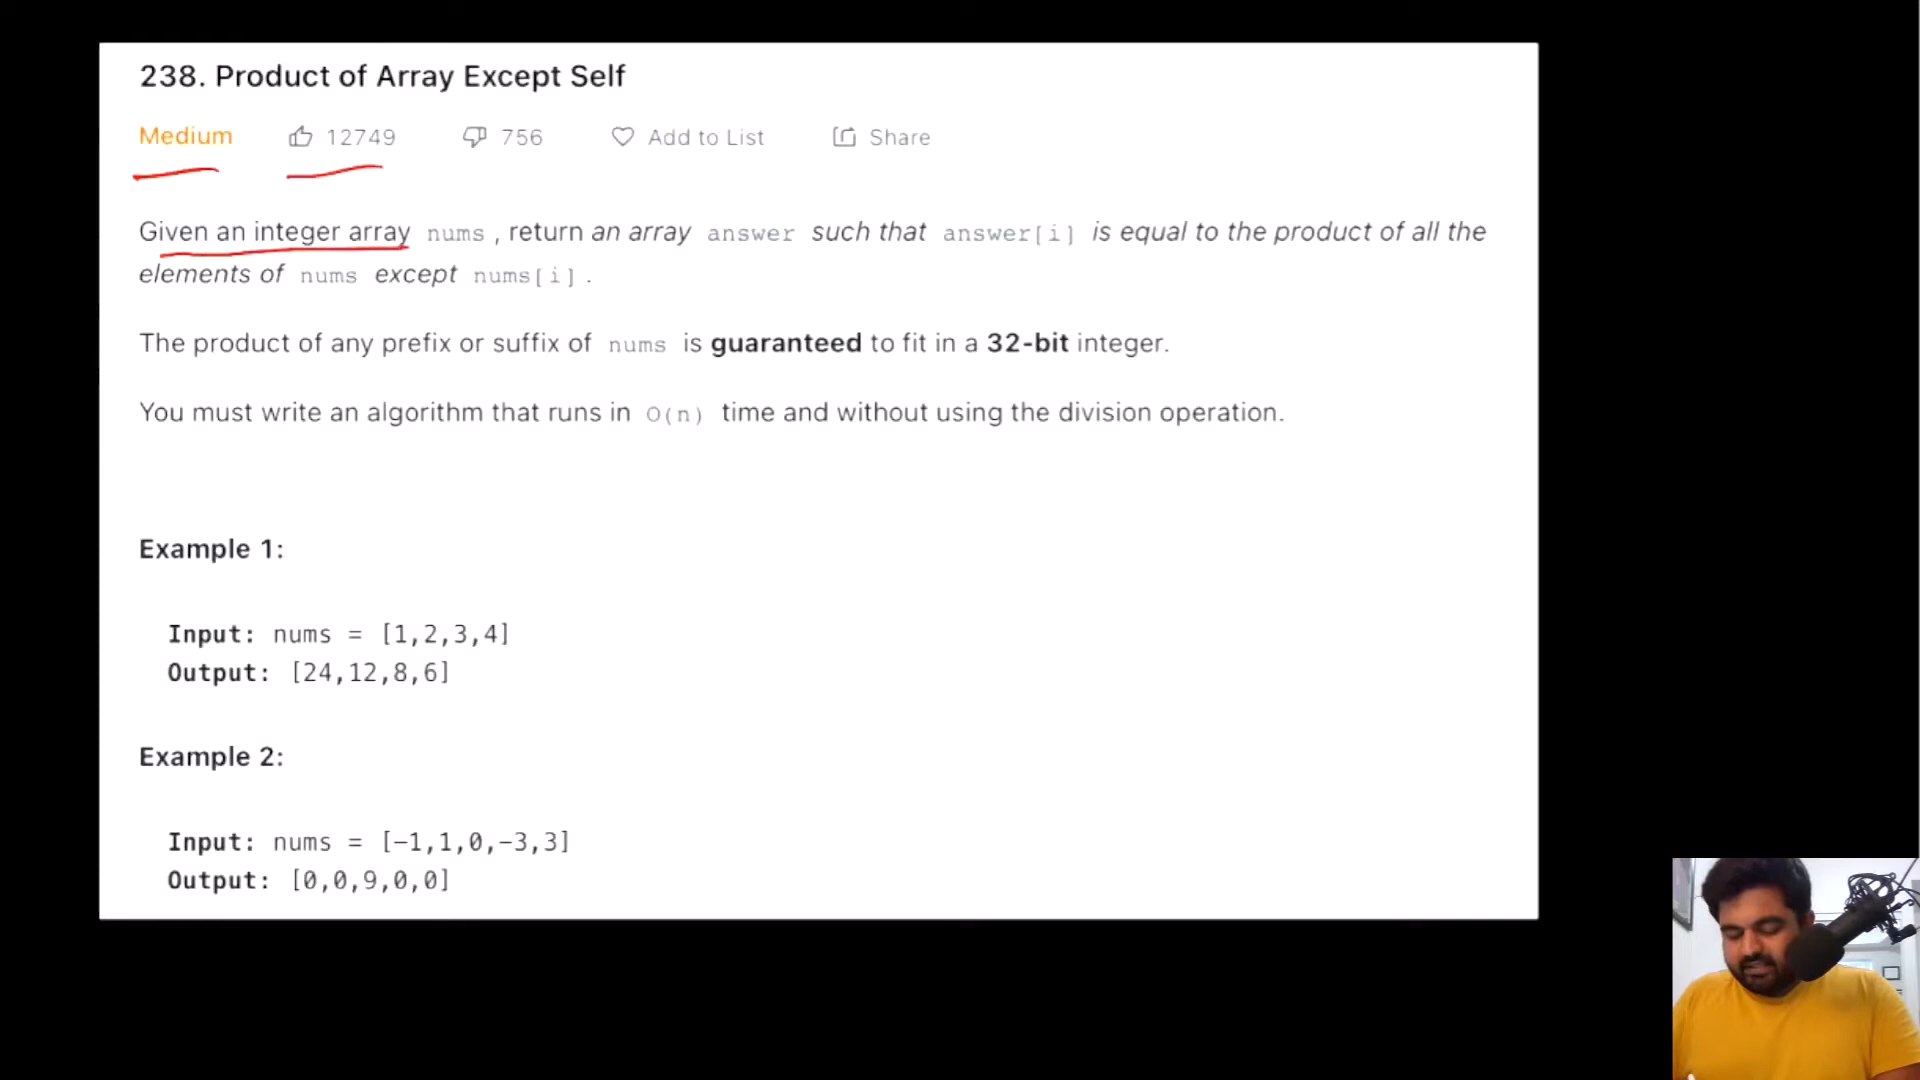 238. Product of Array Except Self
Medium 12749 756 Add to List Share
Given an integer array nums, return an array answer such that answer[i] is equal to the product of all the
elements of nums except nums[i].
The product of any prefix or suffix of nums is guaranteed to fit in a 32-bit integer.
You must write an algorithm that runs in O(n) time and without using the division operation.
Example 1:
Input: nums = [1,2,3,4]
Output: [24,12,8,6]
Example 2:
Input: nums = [-1,1,0,-3,3]
Output: [0,0,9,0,0]